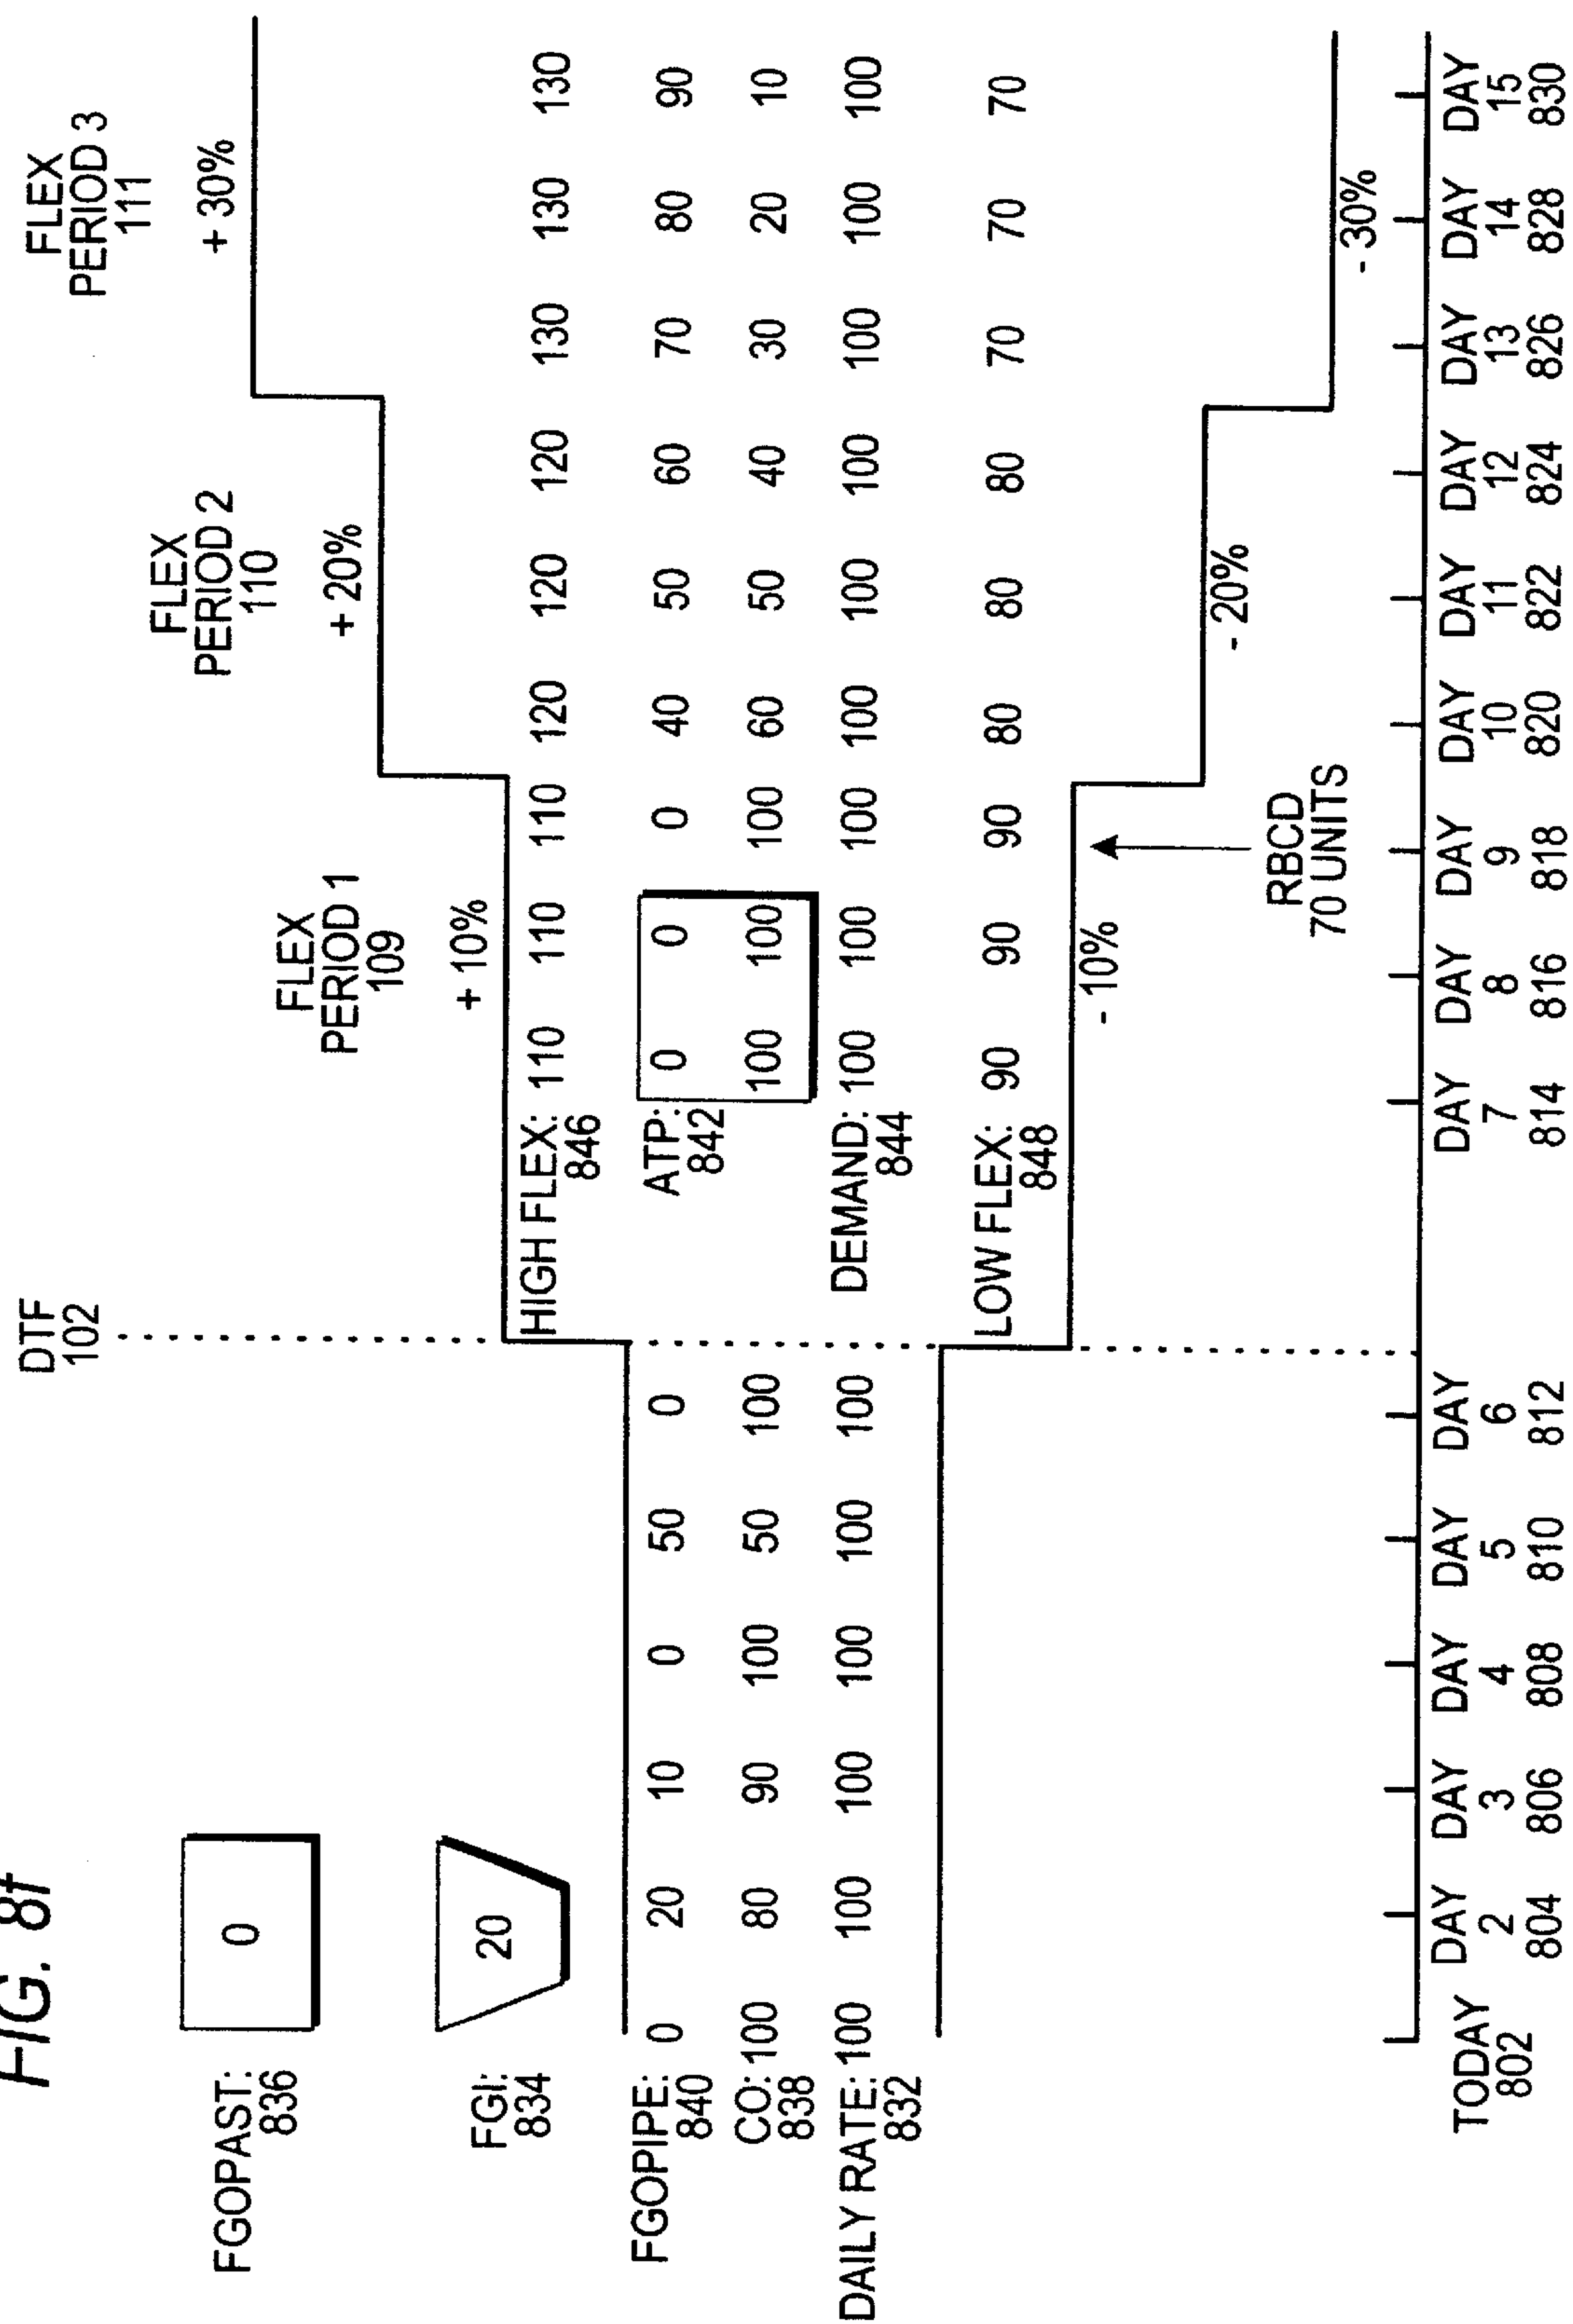 FIG. 8f
DTF
102
FLEX
PERIOD 1
109
FLEX
PERIOD 2
110
FLEX
PERIOD 3
111
+ 10%
+ 20%
+ 30%
FGOPAST:
836
0
FGI:
834
20
HIGH FLEX: 110 110 110 120 120 120 130 130 130
846
FGOPIPE: 0 20 10 0 50 0
840
ATP: 0 0 0 40 50 60 70 80 90
842
CO: 100 80 90 100 50 100
838
100 100 100 60 50 40 30 20 10
DAILY RATE: 100 100 100 100 100 100
832
DEMAND: 100 100 100 100 100 100 100 100 100
844
LOW FLEX: 90 90 90 80 80 80 70 70 70
848
- 10%
- 20%
- 30%
RBCD
70 UNITS
TODAY
802
DAY
2
804
DAY
3
806
DAY
4
808
DAY
5
810
DAY
6
812
DAY
7
814
DAY
8
816
DAY
9
818
DAY
10
820
DAY
11
822
DAY
12
824
DAY
13
826
DAY
14
828
DAY
15
830